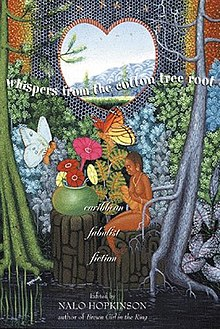 whispers from the cotton tree root
caribbean
fabulist
fiction
Edited by
NALO HOPKINSON
author of Brown Girl in the Ring